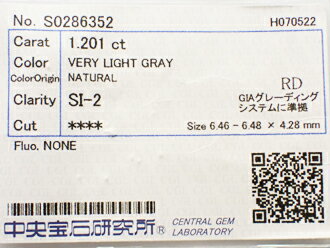 No. S0286352 H070522
Carat 1.201 ct
Color VERY LIGHT GRAY
ColorOrigin NATURAL
Clarity SI-2
RD
GIAグレーディング
システムに準拠
Cut ****
Size 6.46 - 6.48 × 4.28 mm
Fluo. NONE
中央宝石研究所® CENTRAL GEM
LABORATORY